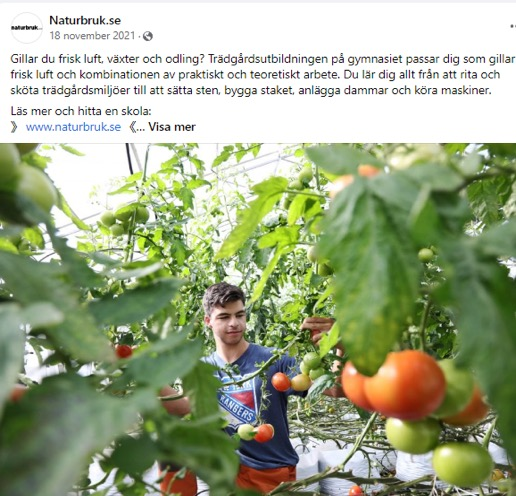 Naturbruk.se
naturbruk...
18 november 2021 ·
Gillar du frisk luft, växter och odling? Trädgårdsutbildningen på gymnasiet passar dig som gillar
frisk luft och kombinationen av praktiskt och teoretiskt arbete. Du lär dig allt från att rita och
sköta trädgårdsmiljöer till att sätta sten, bygga staket, anlägga dammar och köra maskiner.
Läs mer och hitta en skola:
》 www.naturbruk.se 《... Visa mer
RANGERS